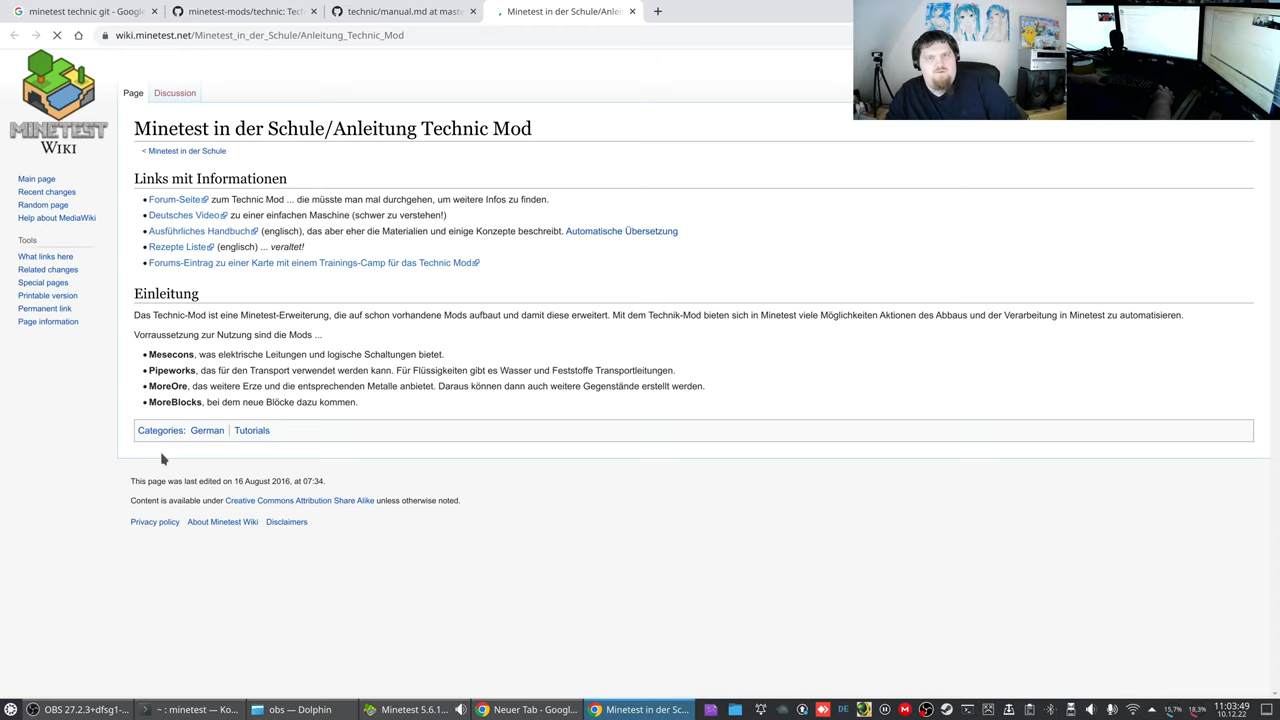 minetest technic git - Google
minetest-mods/technic: Tech
technic/manual.md at maste
Minetest in der Schule/Anlei
wiki.minetest.net/Minetest_in_der_Schule/Anleitung_Technic_Mod
MINETEST
WIKI
Page
Discussion
Minetest in der Schule/Anleitung Technic Mod
< Minetest in der Schule
Main page
Recent changes
Random page
Help about MediaWiki
Tools
What links here
Related changes
Special pages
Printable version
Permanent link
Page information
Links mit Informationen
• Forum-Seite zum Technic Mod ... die müsste man mal durchgehen, um weitere Infos zu finden.
• Deutsches Video zu einer einfachen Maschine (schwer zu verstehen!)
• Ausführliches Handbuch (englisch), das aber eher die Materialien und einige Konzepte beschreibt. Automatische Übersetzung
• Rezepte Liste (englisch) ... veraltet!
• Forums-Eintrag zu einer Karte mit einem Trainings-Camp für das Technic Mod
Einleitung
Das Technic-Mod ist eine Minetest-Erweiterung, die auf schon vorhandene Mods aufbaut und damit diese erweitert. Mit dem Technik-Mod bieten sich in Minetest viele Möglichkeiten Aktionen des Abbaus und der Verarbeitung in Minetest zu automatisieren.
Vorraussetzung zur Nutzung sind die Mods ...
• Mesecons, was elektrische Leitungen und logische Schaltungen bietet.
• Pipeworks, das für den Transport verwendet werden kann. Für Flüssigkeiten gibt es Wasser und Feststoffe Transportleitungen.
• MoreOre, das weitere Erze und die entsprechenden Metalle anbietet. Daraus können dann auch weitere Gegenstände erstellt werden.
• MoreBlocks, bei dem neue Blöcke dazu kommen.
Categories: German | Tutorials
This page was last edited on 16 August 2016, at 07:34.
Content is available under Creative Commons Attribution Share Alike unless otherwise noted.
Privacy policy About Minetest Wiki Disclaimers
OBS 27.2.3+dfsg1-...
~ : minetest — Ko...
obs — Dolphin
Minetest 5.6.1...
Neuer Tab - Googl...
Minetest in der Sc...
DE
15,7%
18,3%
11:03:49
10.12.22